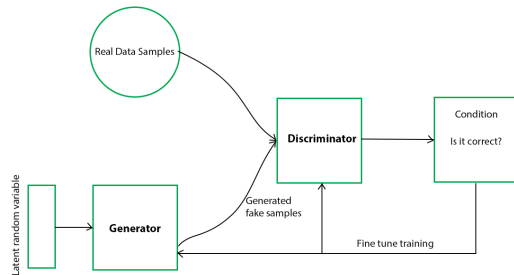 Real Data Samples
Discriminator
Condition
Is it correct?
Latent random variable
Generator
Generated
fake samples
Fine tune training